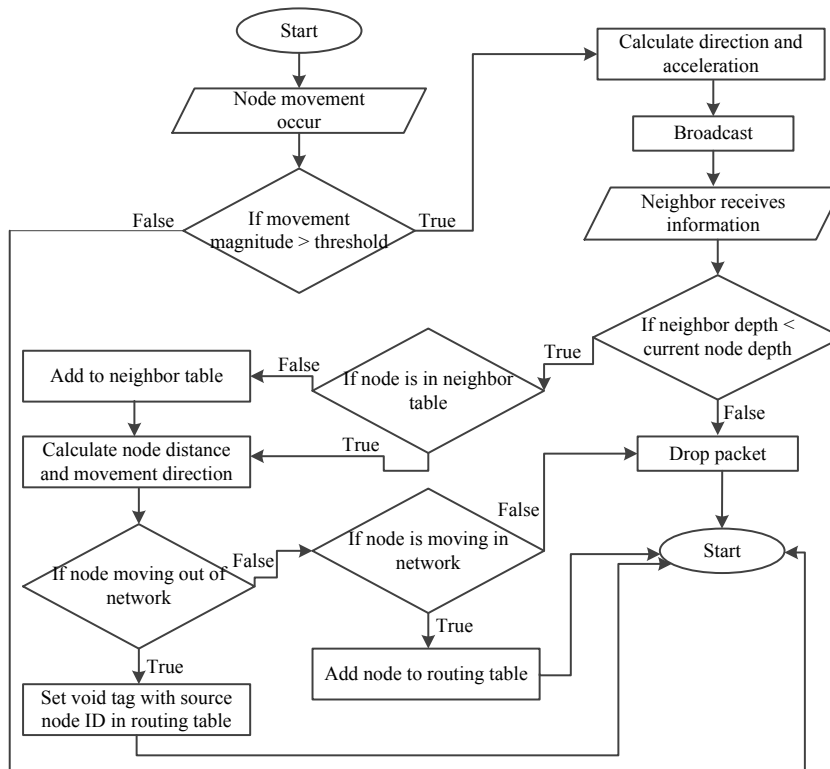 Start
Node movement
occur
If movement
magnitude > threshold
False
True
Calculate direction and
acceleration
Broadcast
Neighbor receives
information
If neighbor depth <
current node depth
True
False
If node is in neighbor
table
False
True
Add to neighbor table
Calculate node distance
and movement direction
Drop packet
If node moving out of
network
False
True
If node is moving in
network
False
True
Start
Add node to routing table
Set void tag with source
node ID in routing table